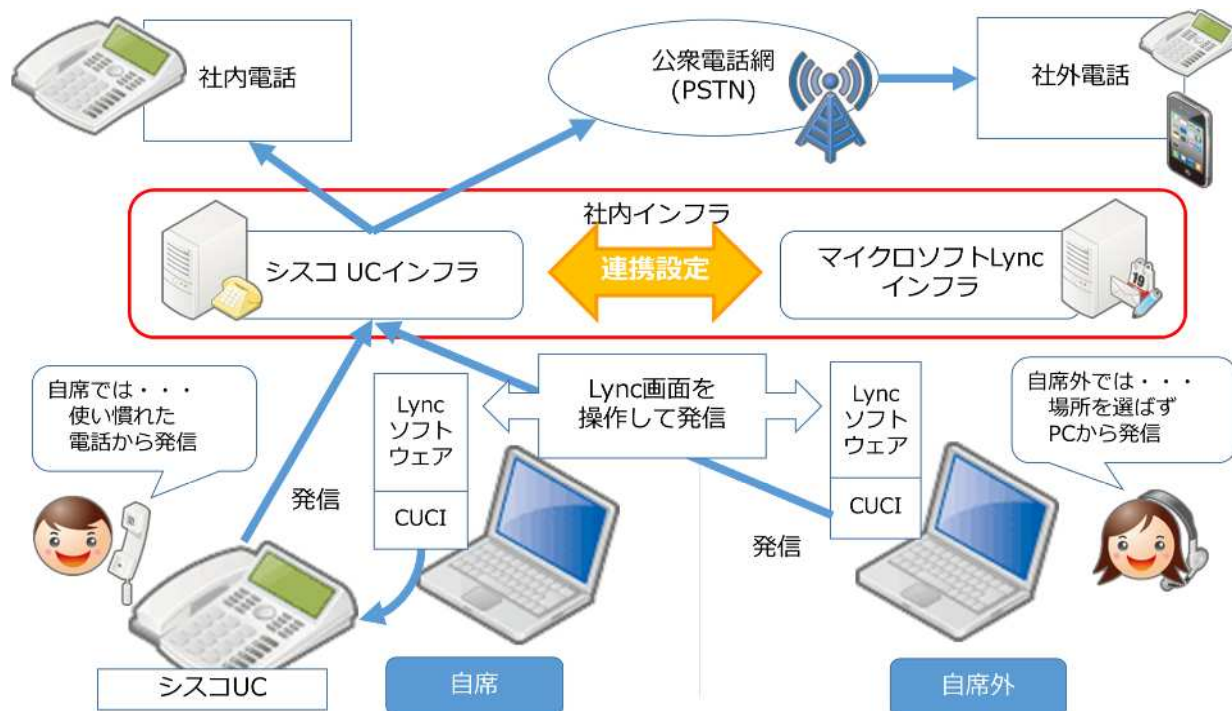 社内電話
公衆電話網
(PSTN)
社外電話
社内インフラ
シスコ UCインフラ
連携設定
マイクロソフトLync
インフラ
19
自席では・・・
使い慣れた
電話から発信
Lync
ソフト
ウェア
CUCI
Lync画面を
操作して発信
Lync
ソフト
ウェア
CUCI
自席外では・・・
場所を選ばず
PCから発信
発信
発信
シスコUC
自席
自席外